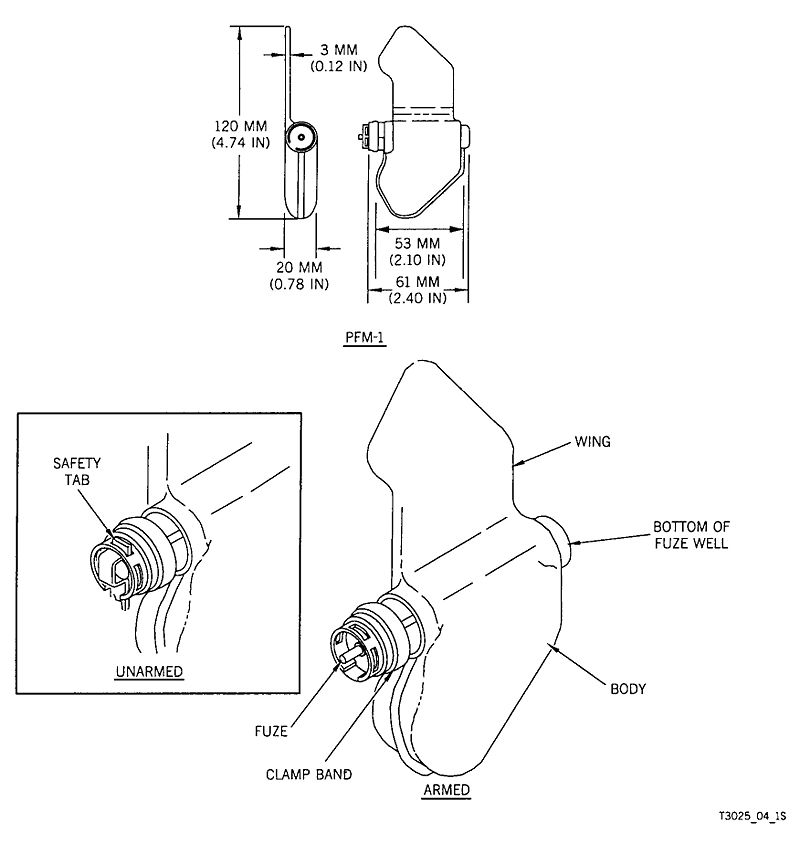 3 MM
(0.12 IN)
120 MM
(4.74 IN)
53 MM
(2.10 IN)
20 MM
(0.78 IN)
61 MM
(2.40 IN)
PFM-1
SAFETY
TAB
UNARMED
WING
BOTTOM OF
FUZE WELL
BODY
FUZE
CLAMP BAND
ARMED
T3025_04_1S